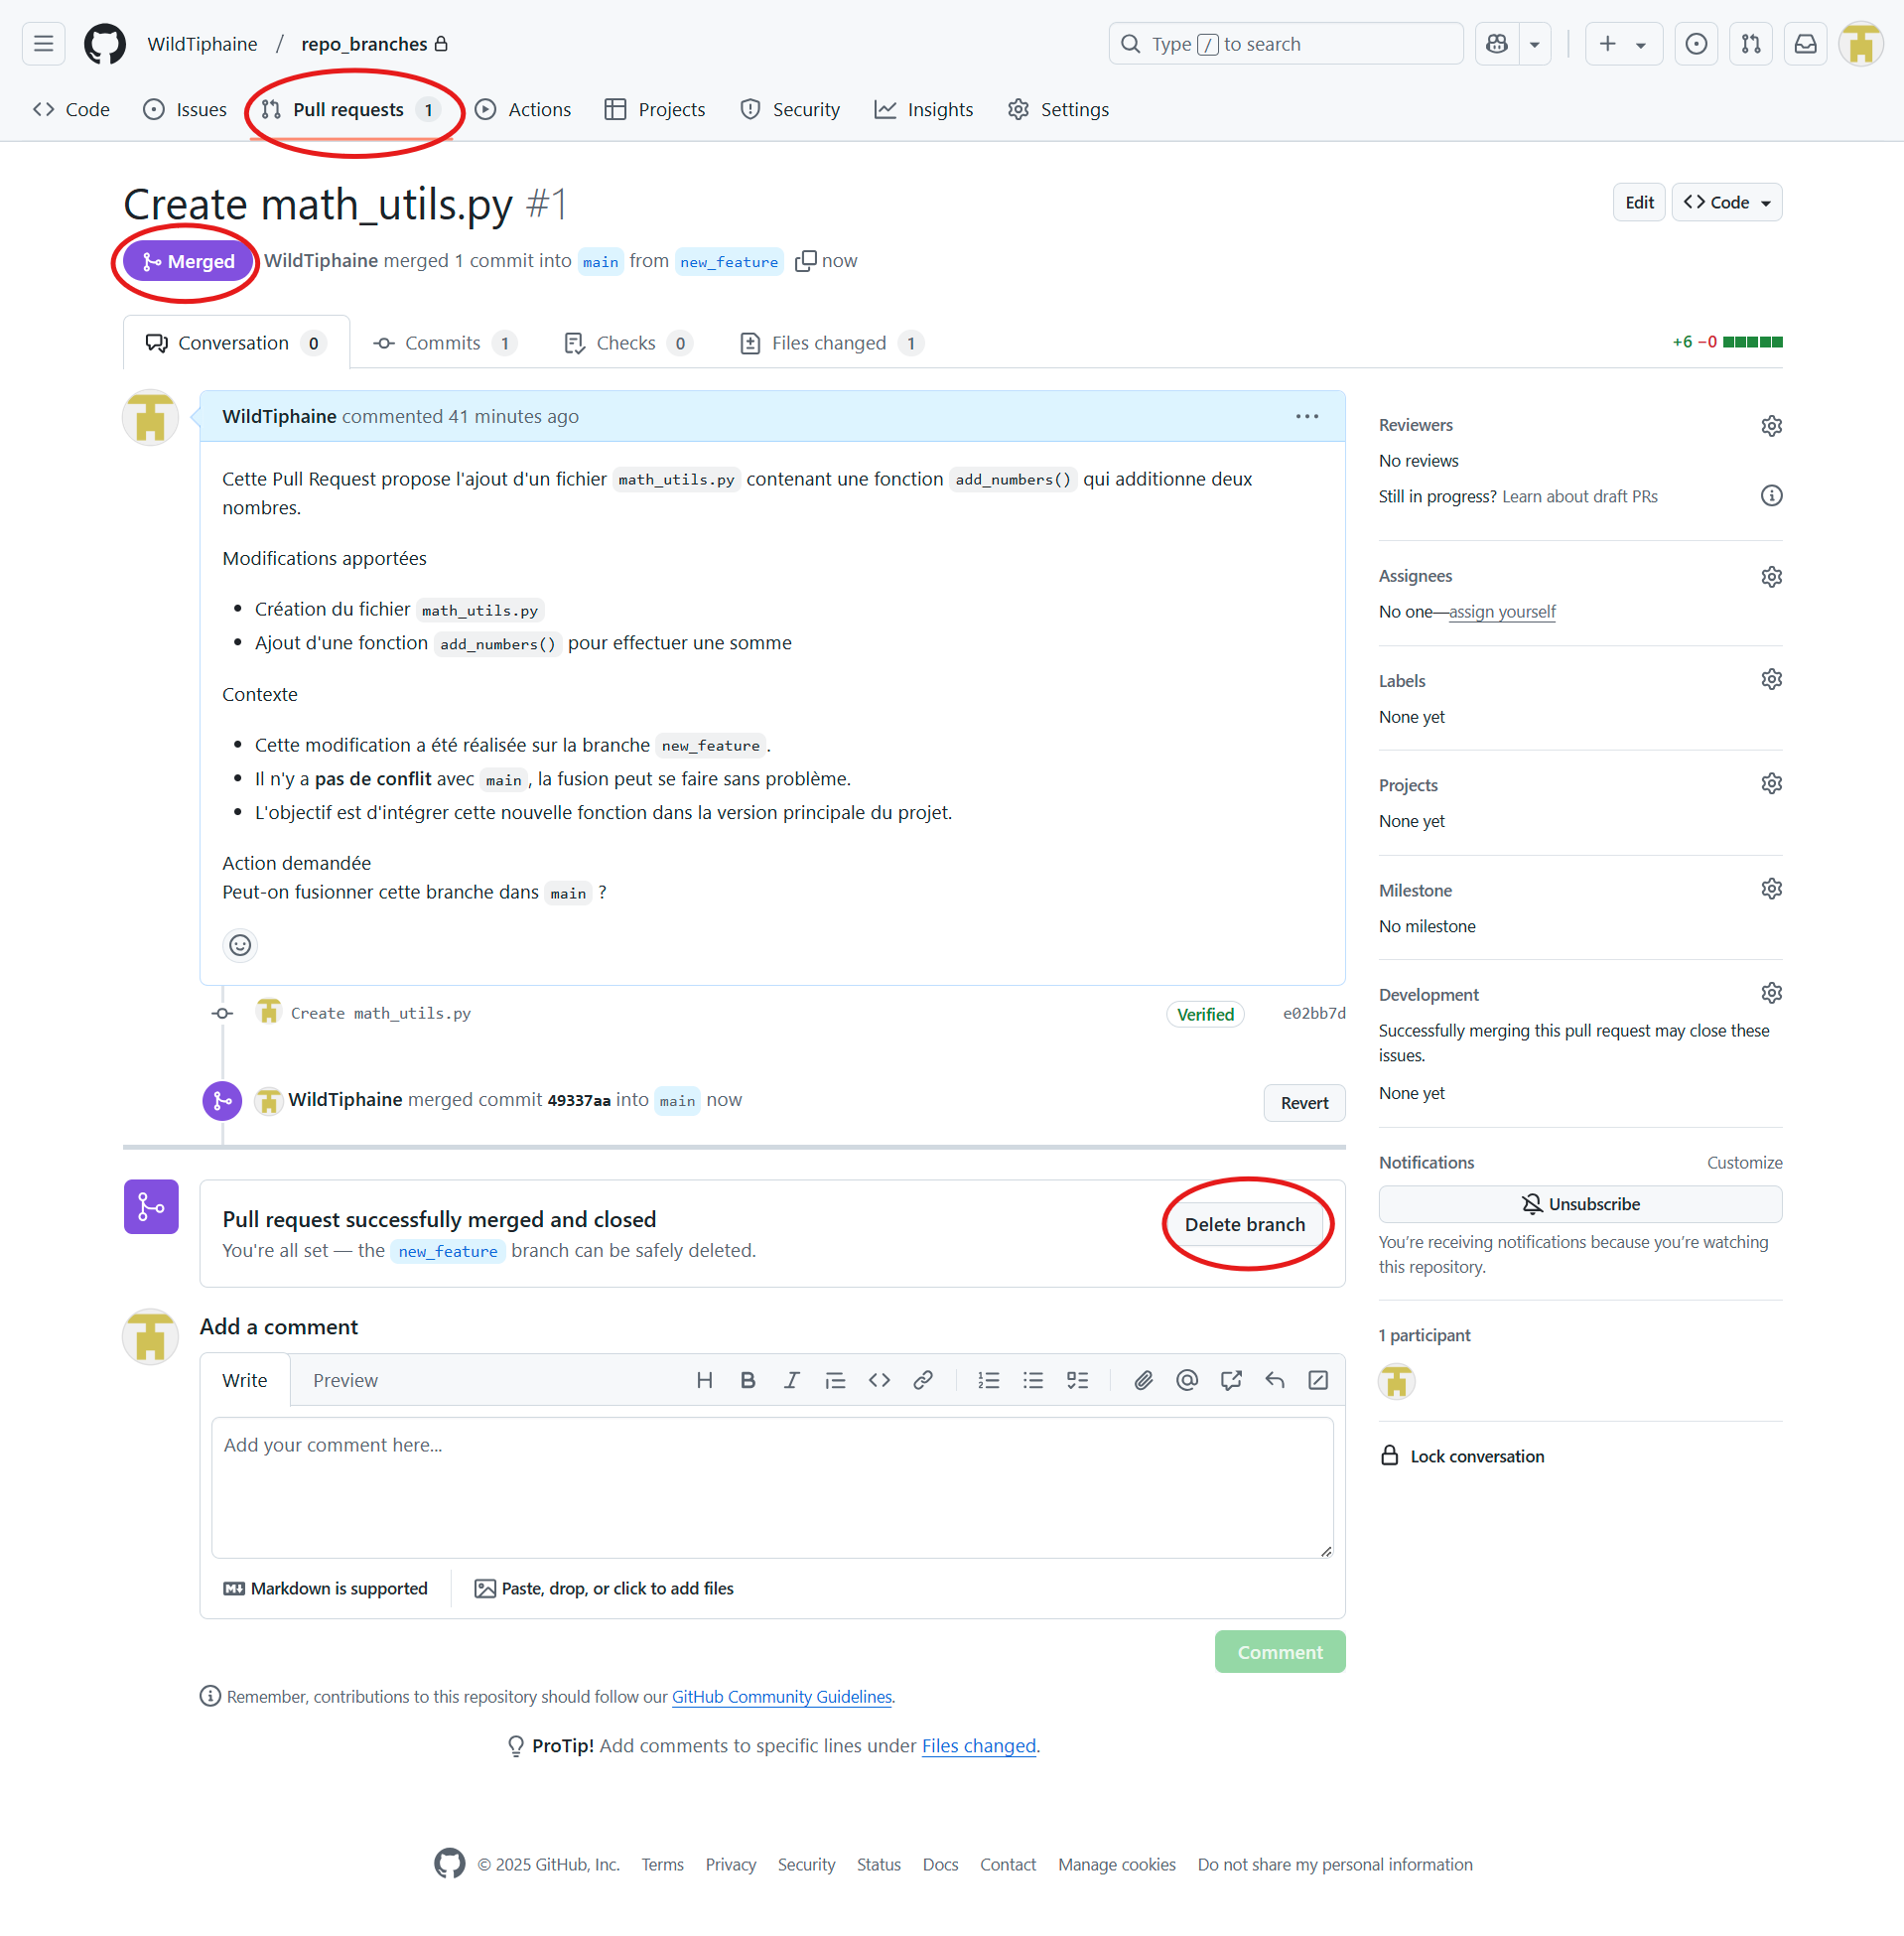 WildTiphaine / repo_branches
Type / to search
Code Issues Pull requests 1 Actions Projects Security Insights Settings
Create math_utils.py #1
Edit
Code
Merged
WildTiphaine merged 1 commit into main from new_feature now
Conversation 0 Commits 1 Checks 0 Files changed 1
+6 −0
WildTiphaine commented 41 minutes ago
Cette Pull Request propose l'ajout d'un fichier math_utils.py contenant une fonction add_numbers() qui additionne deux
nombres.
Modifications apportées
• Création du fichier math_utils.py
• Ajout d'une fonction add_numbers() pour effectuer une somme
Contexte
• Cette modification a été réalisée sur la branche new_feature.
• Il n'y a pas de conflit avec main, la fusion peut se faire sans problème.
• L'objectif est d'intégrer cette nouvelle fonction dans la version principale du projet.
Action demandée
Peut-on fusionner cette branche dans main ?
Create math_utils.py Verified e02bb7d
WildTiphaine merged commit 49337aa into main now
Revert
Pull request successfully merged and closed
You're all set — the new_feature branch can be safely deleted.
Delete branch
Add a comment
Write Preview
Add your comment here...
Markdown is supported
Paste, drop, or click to add files
Comment
Remember, contributions to this repository should follow our GitHub Community Guidelines.
ProTip! Add comments to specific lines under Files changed.
Reviewers
No reviews
Still in progress? Learn about draft PRs
Assignees
No one—assign yourself
Labels
None yet
Projects
None yet
Milestone
No milestone
Development
Successfully merging this pull request may close these
issues.
None yet
Notifications Customize
Unsubscribe
You're receiving notifications because you're watching
this repository.
1 participant
Lock conversation
© 2025 GitHub, Inc. Terms Privacy Security Status Docs Contact Manage cookies Do not share my personal information